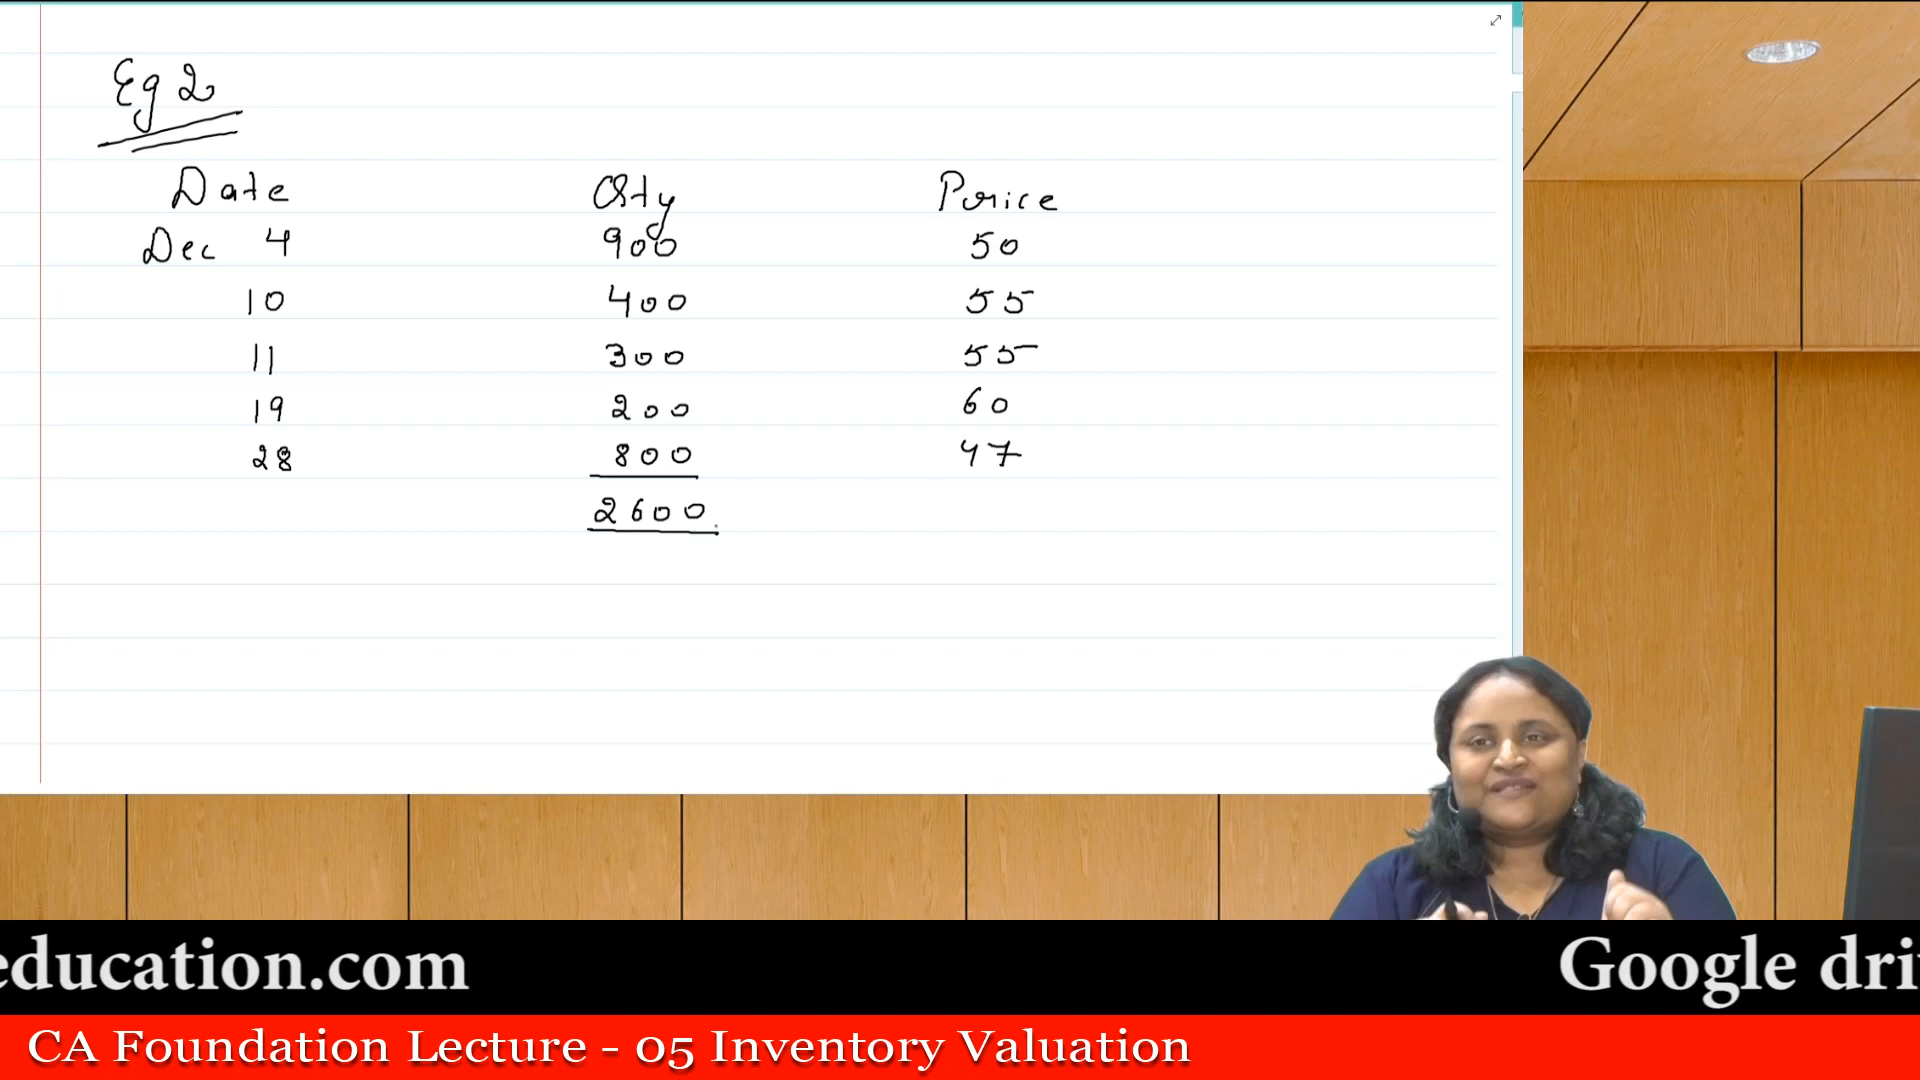 Eg 2
Date Qty Price
Dec 4 900 50
10 400 55
11 300 55
19 200 60
28 800 47
2600
education.com Google dri
CA Foundation Lecture - 05 Inventory Valuation